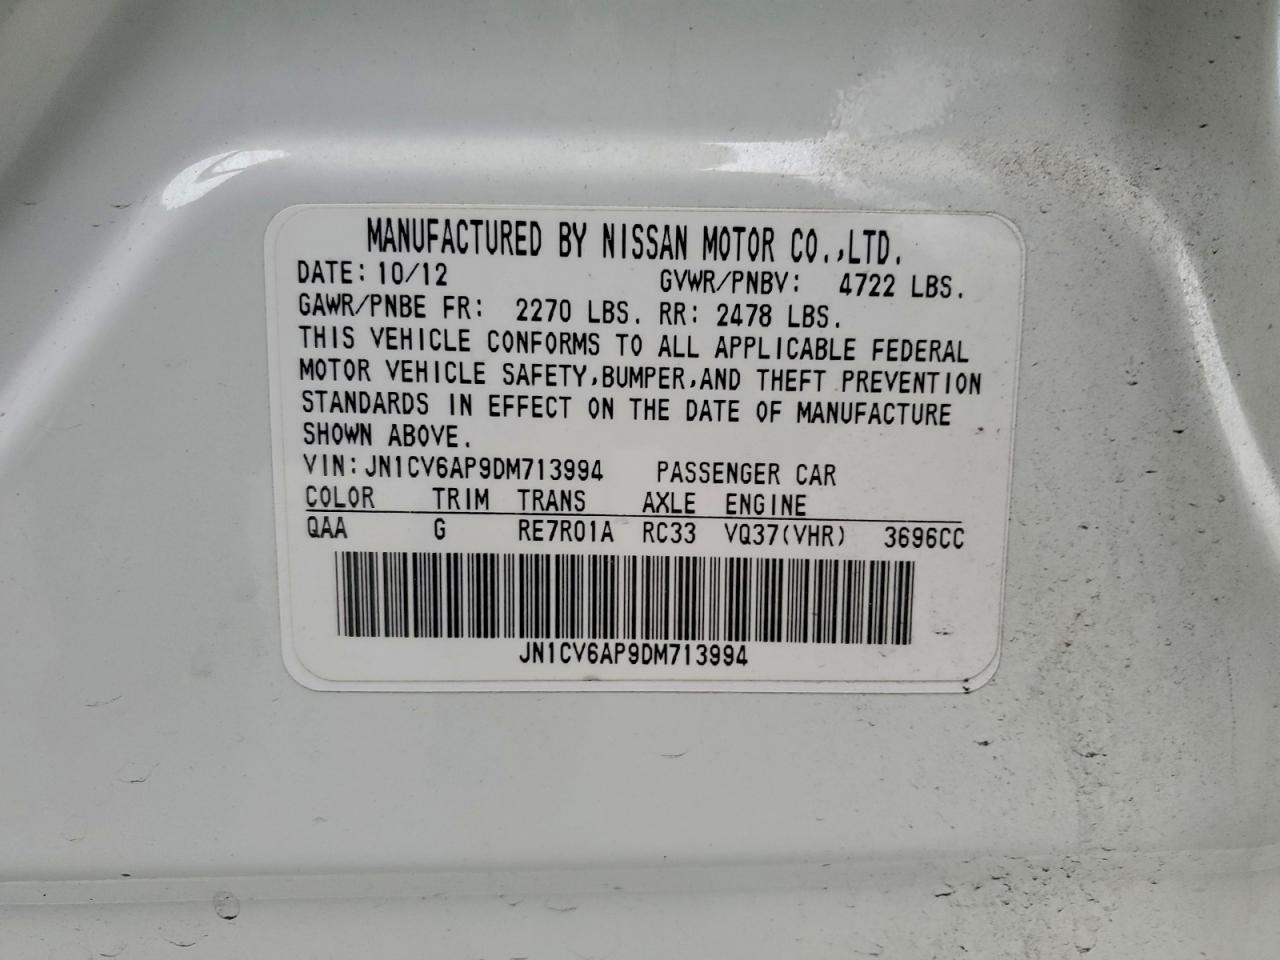 MANUFACTURED BY NISSAN MOTOR CO.,LTD.
DATE: 10/12 GVWR/PNBV: 4722 LBS.
GAWR/PNBE FR: 2270 LBS. RR: 2478 LBS.
THIS VEHICLE CONFORMS TO ALL APPLICABLE FEDERAL
MOTOR VEHICLE SAFETY,BUMPER,AND THEFT PREVENTION
STANDARDS IN EFFECT ON THE DATE OF MANUFACTURE
SHOWN ABOVE.
VIN:JN1CV6AP9DM713994 PASSENGER CAR
COLOR TRIM TRANS AXLE ENGINE
QAA G RE7R01A RC33 VQ37(VHR) 3696CC
JN1CV6AP9DM713994